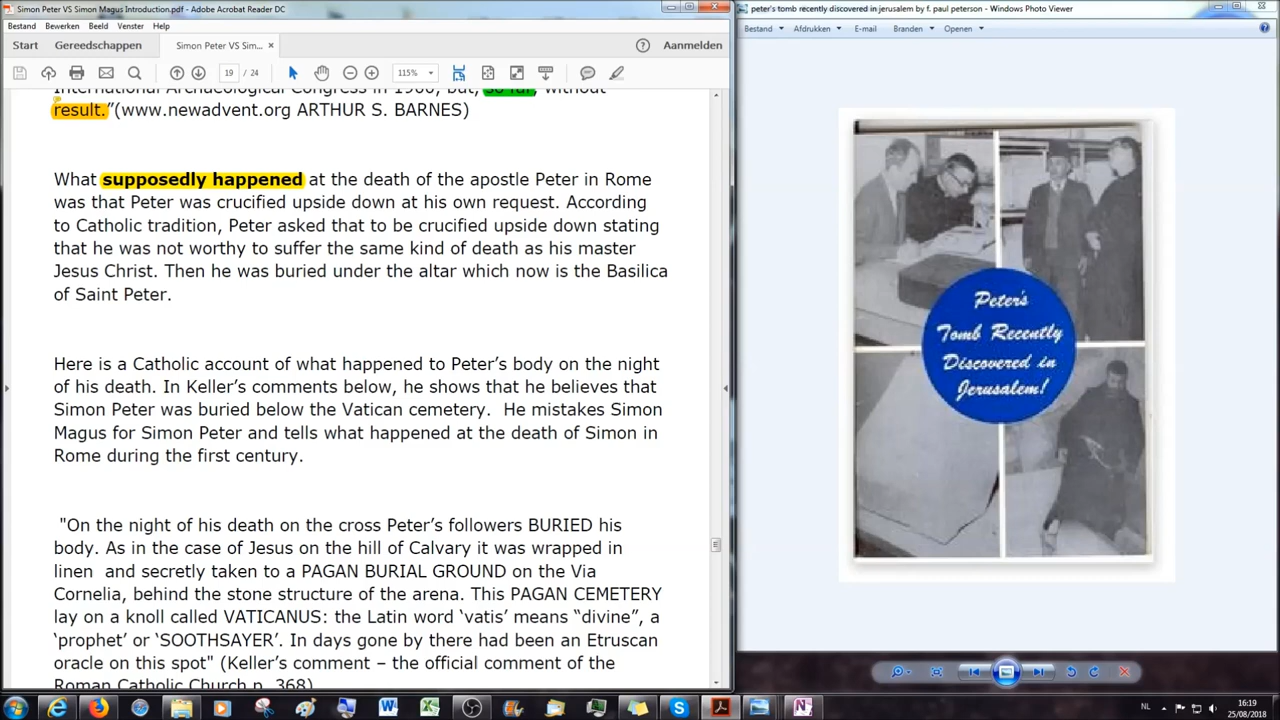 Simon Peter VS Simon Magus Introduction.pdf - Adobe Acrobat Reader DC
Bestand Bewerken Beeld Venster Help
Start Gereedschappen Simon Peter VS Sim... × Aanmelden
19 / 24 115%
International Archaeological Congress in 1900, but, so far, without
result.”(www.newadvent.org ARTHUR S. BARNES)
What supposedly happened at the death of the apostle Peter in Rome
was that Peter was crucified upside down at his own request. According
to Catholic tradition, Peter asked that to be crucified upside down stating
that he was not worthy to suffer the same kind of death as his master
Jesus Christ. Then he was buried under the altar which now is the Basilica
of Saint Peter.
Here is a Catholic account of what happened to Peter’s body on the night
of his death. In Keller’s comments below, he shows that he believes that
Simon Peter was buried below the Vatican cemetery. He mistakes Simon
Magus for Simon Peter and tells what happened at the death of Simon in
Rome during the first century.
"On the night of his death on the cross Peter’s followers BURIED his
body. As in the case of Jesus on the hill of Calvary it was wrapped in
linen and secretly taken to a PAGAN BURIAL GROUND on the Via
Cornelia, behind the stone structure of the arena. This PAGAN CEMETERY
lay on a knoll called VATICANUS: the Latin word ‘vatis’ means “divine”, a
‘prophet’ or ‘SOOTHSAYER’. In days gone by there had been an Etruscan
oracle on this spot" (Keller’s comment – the official comment of the
Roman Catholic Church p. 368)
peter's tomb recently discovered in jerusalem by f. paul peterson - Windows Photo Viewer
Bestand Afdrukken E-mail Branden Openen
Peter's
Tomb Recently
Discovered in
Jerusalem!
NL 16:19
25/08/2018